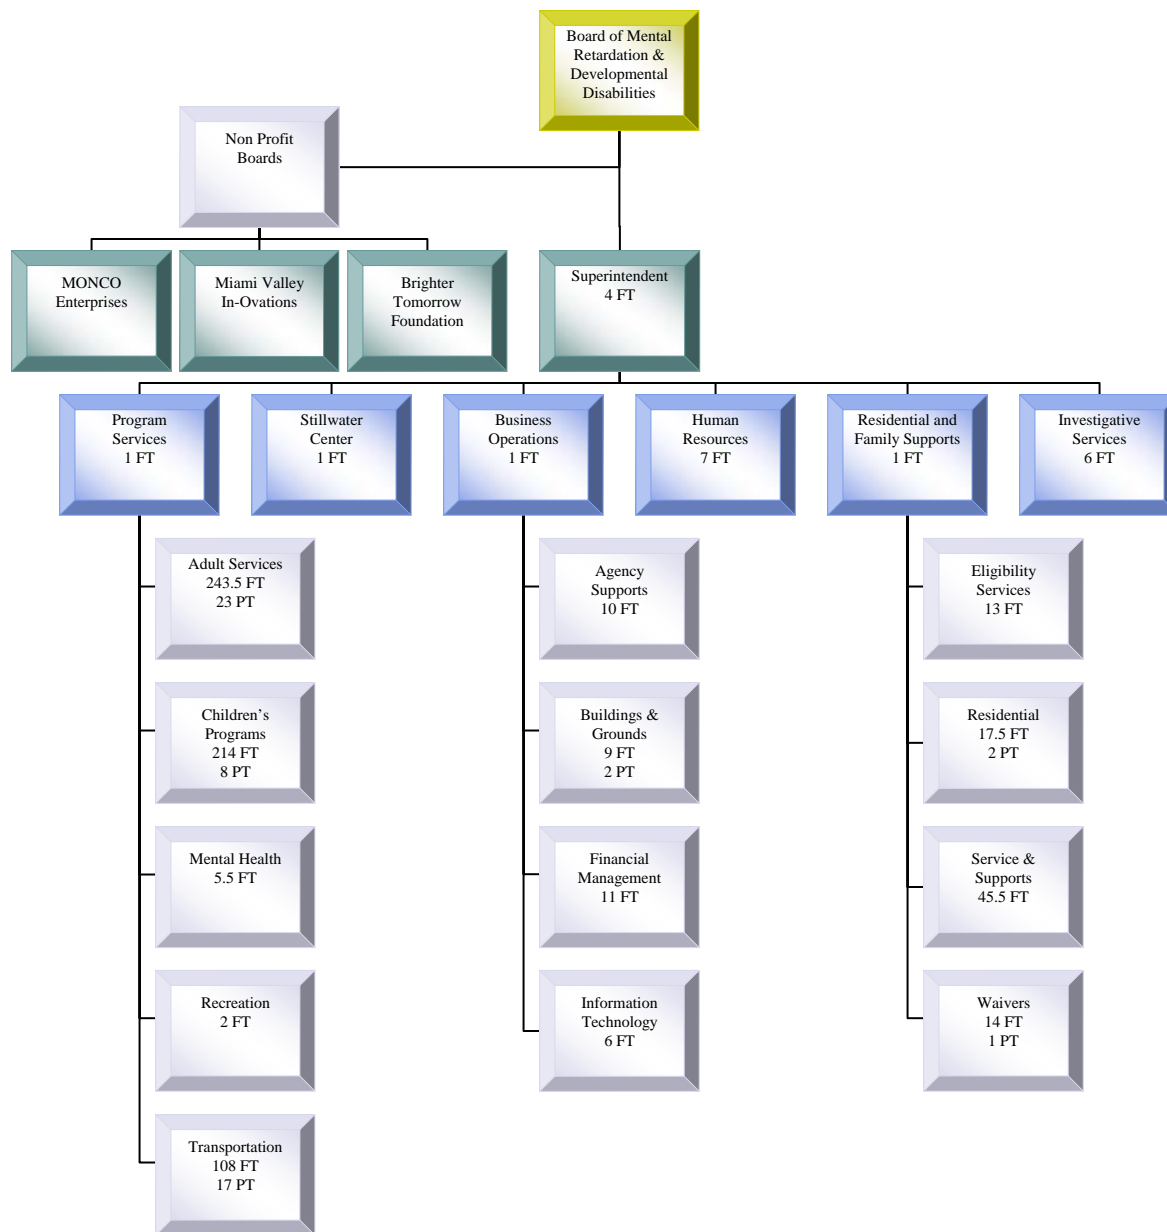 Board of Mental
Retardation &
Developmental
Disabilities
Non Profit
Boards
MONCO
Enterprises
Miami Valley
In-Ovations
Brighter
Tomorrow
Foundation
Superintendent
4 FT
Program
Services
1 FT
Stillwater
Center
1 FT
Business
Operations
1 FT
Human
Resources
7 FT
Residential and
Family Supports
1 FT
Investigative
Services
6 FT
Adult Services
243.5 FT
23 PT
Agency
Supports
10 FT
Eligibility
Services
13 FT
Children’s
Programs
214 FT
8 PT
Buildings &
Grounds
9 FT
2 PT
Residential
17.5 FT
2 PT
Mental Health
5.5 FT
Financial
Management
11 FT
Service &
Supports
45.5 FT
Recreation
2 FT
Information
Technology
6 FT
Waivers
14 FT
1 PT
Transportation
108 FT
17 PT